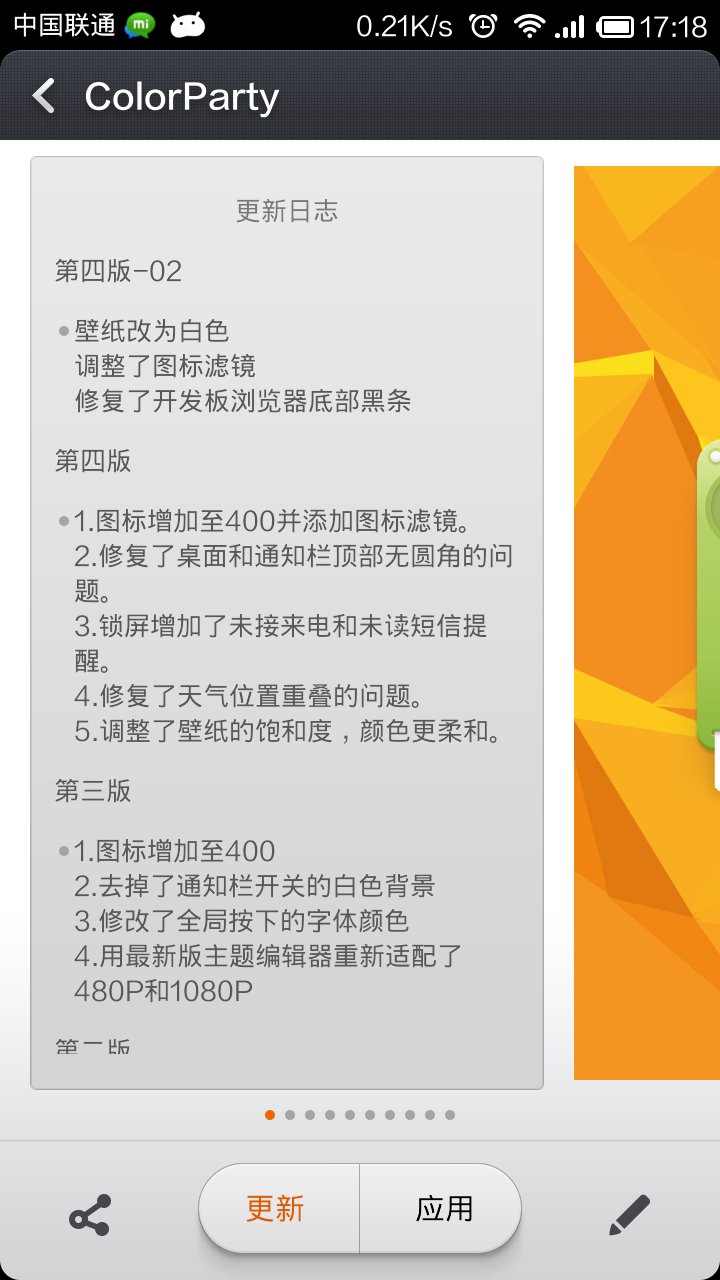 中国联通 mi 0.21K/s 17:18
ColorParty
更新日志
第四版-02
壁纸改为白色
调整了图标滤镜
修复了开发板浏览器底部黑条
第四版
1.图标增加至400并添加图标滤镜。
2.修复了桌面和通知栏顶部无圆角的问
题。
3.锁屏增加了未接来电和未读短信提
醒。
4.修复了天气位置重叠的问题。
5.调整了壁纸的饱和度，颜色更柔和。
第三版
1.图标增加至400
2.去掉了通知栏开关的白色背景
3.修改了全局按下的字体颜色
4.用最新版主题编辑器重新适配了
480P和1080P
第二版
更新 应用